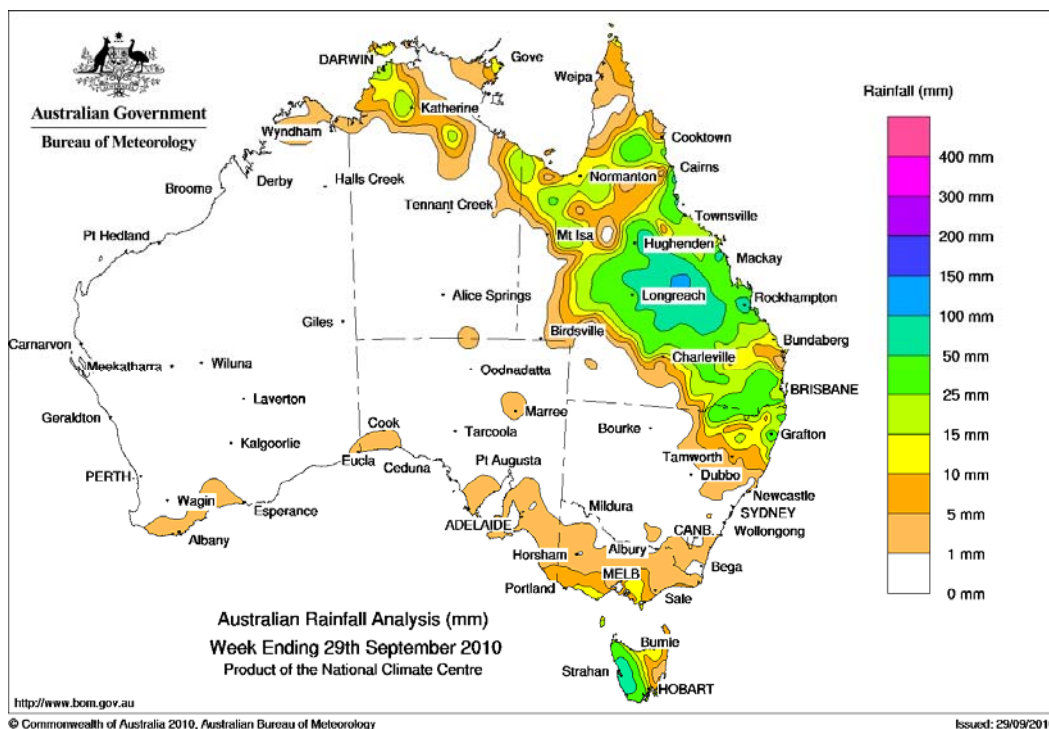 Australian Government
Bureau of Meteorology
DARWIN
Gove
Weipa
Katherine
Wyndham
Cooktown
Cairns
Derby
Broome
Halls Creek
Normanton
Tennant Creek
Townsville
Mt Isa
Hughenden
Pt Hedland
Mackay
Alice Springs
Longreach
Rockhampton
Giles
Birdsville
Bundaberg
Carnarvon
Meekatharra
Wiluna
Oodnadatta
Charleville
BRISBANE
Laverton
Geraldton
Marree
Cook
Tarcoola
Bourke
Grafton
Kalgoorlie
Eucla
Ceduna
Pt Augusta
Tamworth
PERTH
Dubbo
Wagin
Esperance
Mildura
Newcastle
SYDNEY
ADELAIDE
CANB.
Wollongong
Albany
Horsham
Albury
Bega
Portland
MELB
Sale
Burnie
Strahan
HOBART
Rainfall (mm)
400 mm
300 mm
200 mm
150 mm
100 mm
50 mm
25 mm
15 mm
10 mm
5 mm
1 mm
0 mm
Australian Rainfall Analysis (mm)
Week Ending 29th September 2010
Product of the National Climate Centre
http://www.bom.gov.au
© Commonwealth of Australia 2010, Australian Bureau of Meteorology
Issued: 29/09/2010